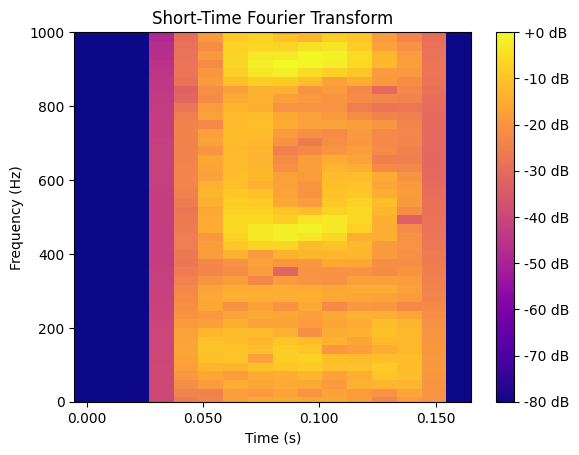 Short-Time Fourier Transform
1000
800
600
400
200
0
Frequency (Hz)
0.000
0.050
0.100
0.150
Time (s)
+0 dB
-10 dB
-20 dB
-30 dB
-40 dB
-50 dB
-60 dB
-70 dB
-80 dB